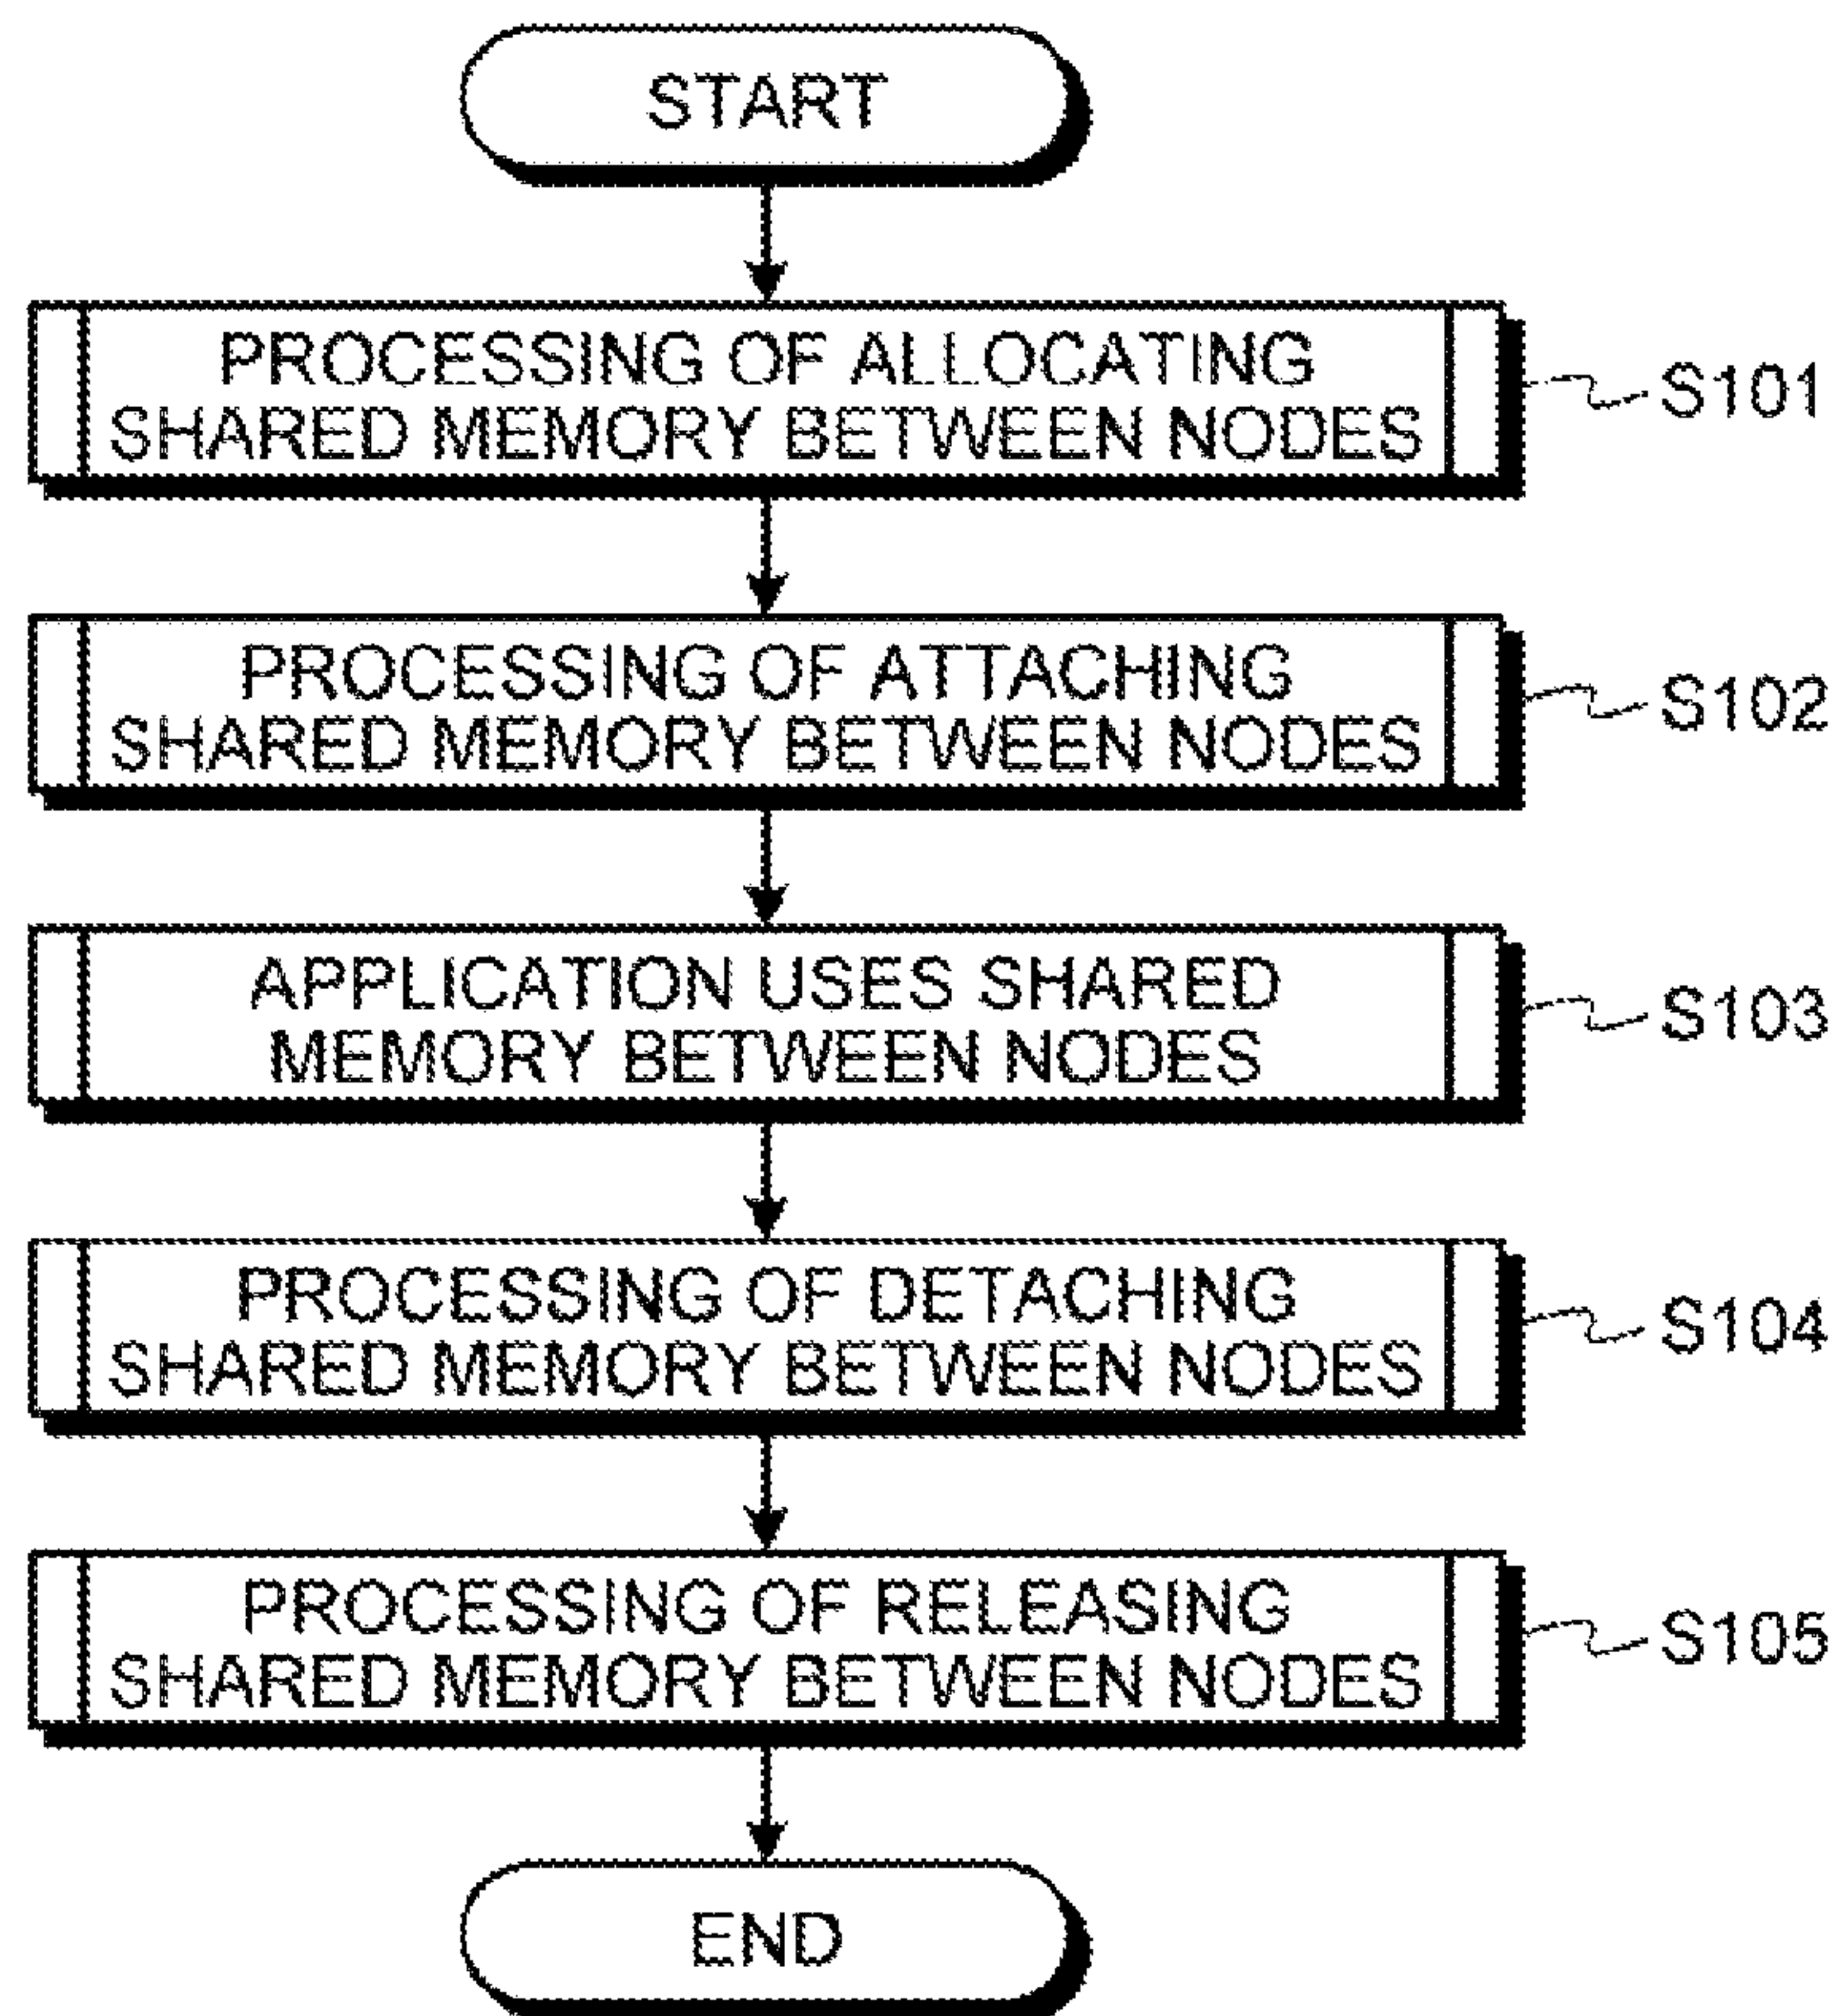 START
PROCESSING OF ALLOCATING
SHARED MEMORY BETWEEN NODES
S101
PROCESSING OF ATTACHING
SHARED MEMORY BETWEEN NODES
S102
APPLICATION USES SHARED
MEMORY BETWEEN NODES
S103
PROCESSING OF DETACHING
SHARED MEMORY BETWEEN NODES
S104
PROCESSING OF RELEASING
SHARED MEMORY BETWEEN NODES
S105
END